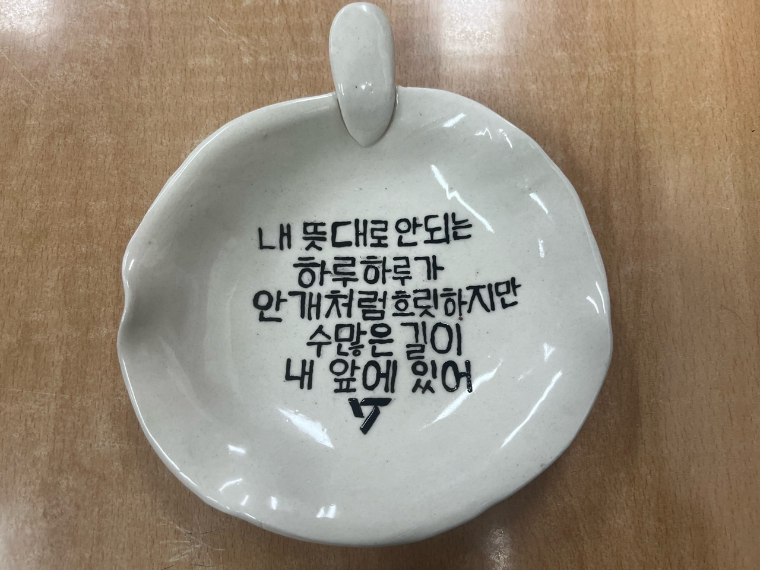 내 뜻대로 안되는
하루하루가
안개처럼 흐릿하지만
수많은 길이
내 앞에 있어